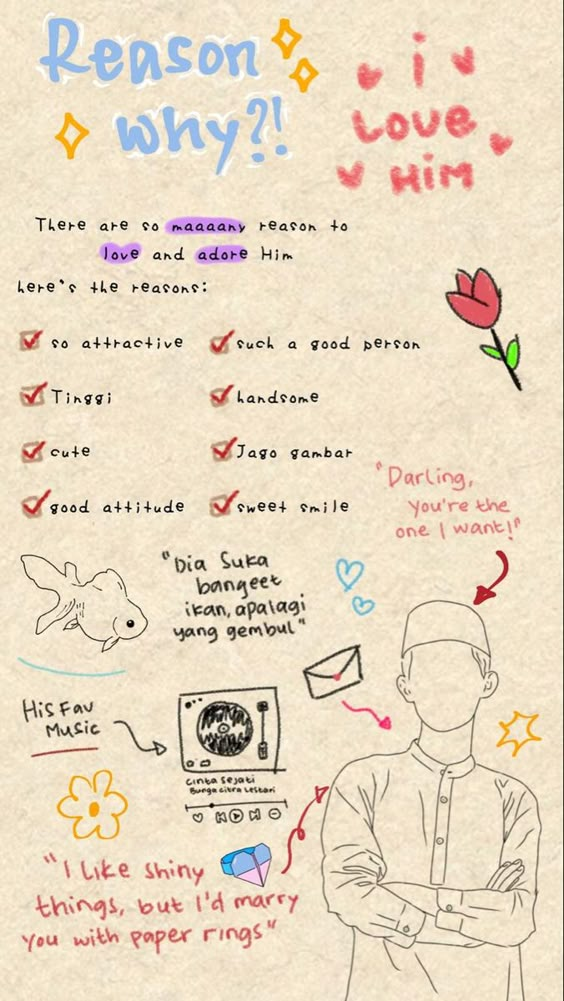 Reason
why?!
i
Love
Him
There are so maaaany reason to
love and adore Him
here's the reasons:
so attractive
such a good person
Tinggi
handsome
cute
Jago gambar
good attitude
sweet smile
"Darling,
you're the
one I want!"
"Dia Suka
bangeet
ikan, apalagi
yang gembul"
His Fav
Music
Cinta Sejati
Bunga citra Lestari
"I like shiny
things, but I'd marry
you with paper rings"